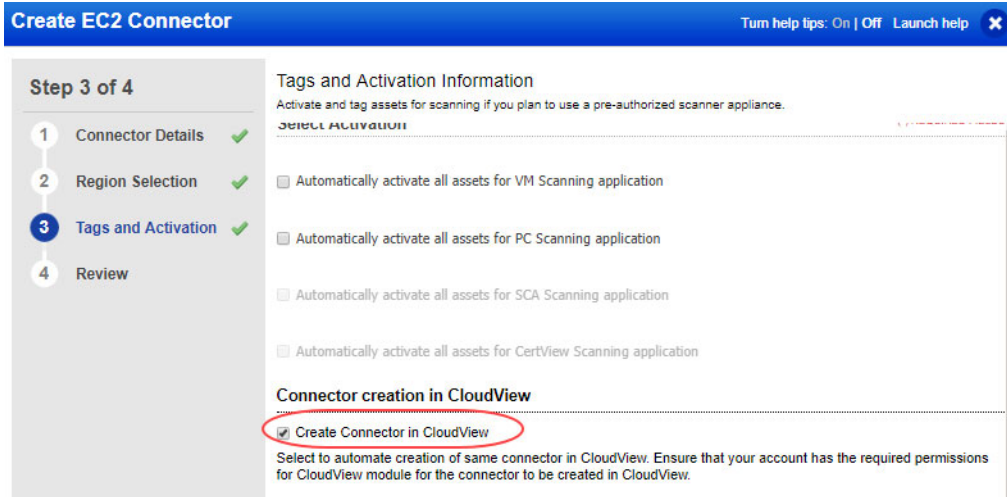 Create EC2 Connector
Turn help tips: On | Off Launch help
Step 3 of 4
1 Connector Details
2 Region Selection
3 Tags and Activation
4 Review
Tags and Activation Information
Activate and tag assets for scanning if you plan to use a pre-authorized scanner appliance.
Select Activation
Automatically activate all assets for VM Scanning application
Automatically activate all assets for PC Scanning application
Automatically activate all assets for SCA Scanning application
Automatically activate all assets for CertView Scanning application
Connector creation in CloudView
Create Connector in CloudView
Select to automate creation of same connector in CloudView. Ensure that your account has the required permissions
for CloudView module for the connector to be created in CloudView.